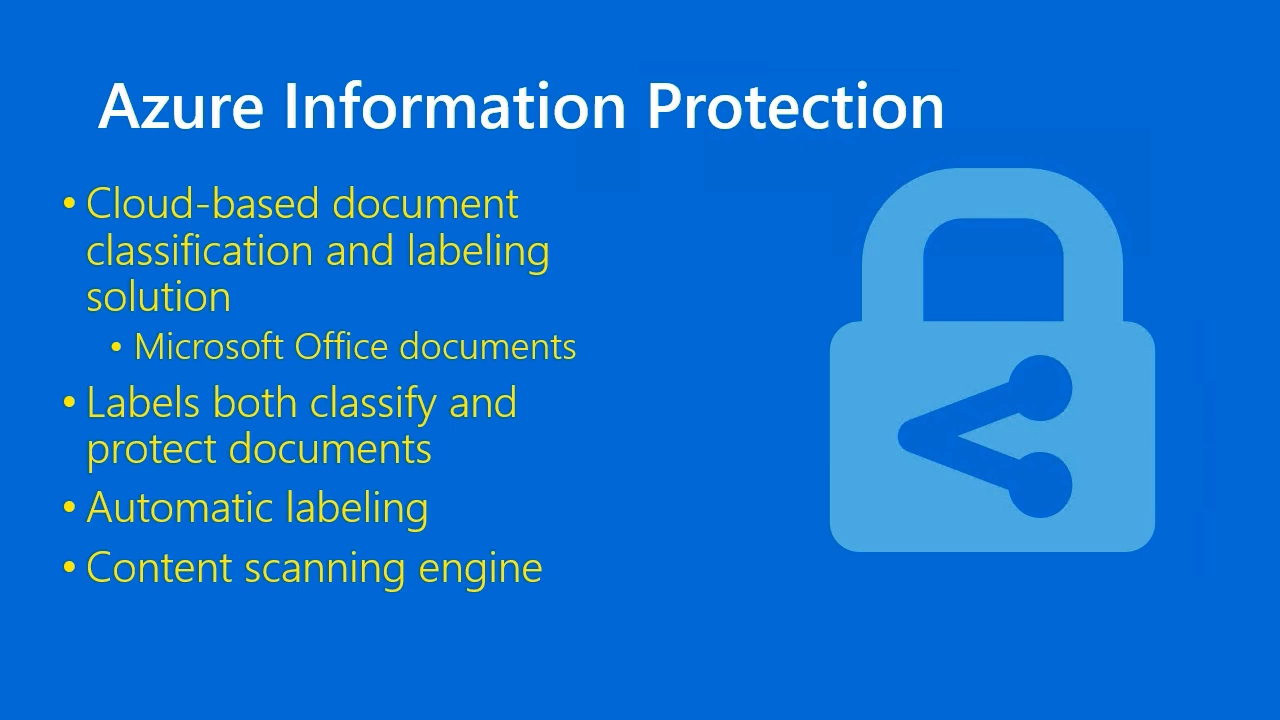 Azure Information Protection
• Cloud-based document
classification and labeling
solution
• Microsoft Office documents
• Labels both classify and
protect documents
• Automatic labeling
• Content scanning engine